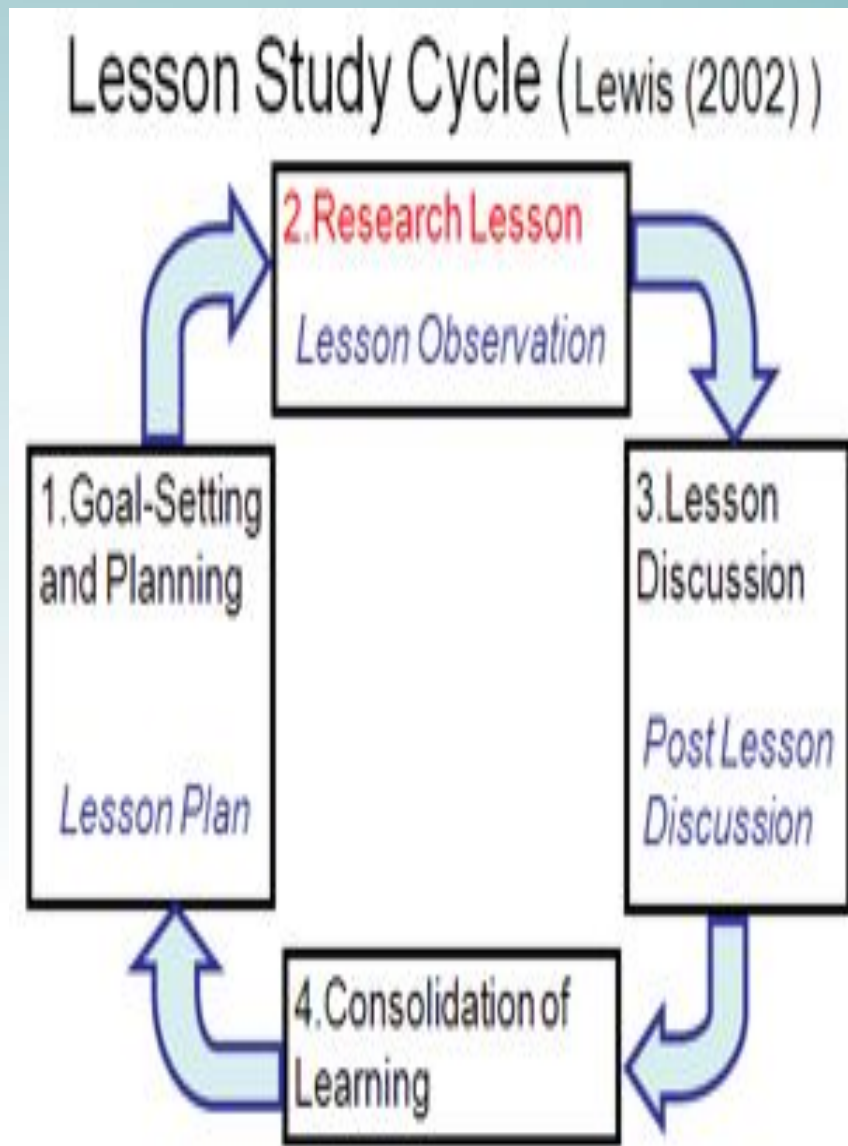 Lesson Study Cycle (Lewis (2002) )
2.Research Lesson
Lesson Observation
1.Goal-Setting
and Planning
Lesson Plan
3.Lesson
Discussion
Post Lesson
Discussion
4.Consolidation of
Learning